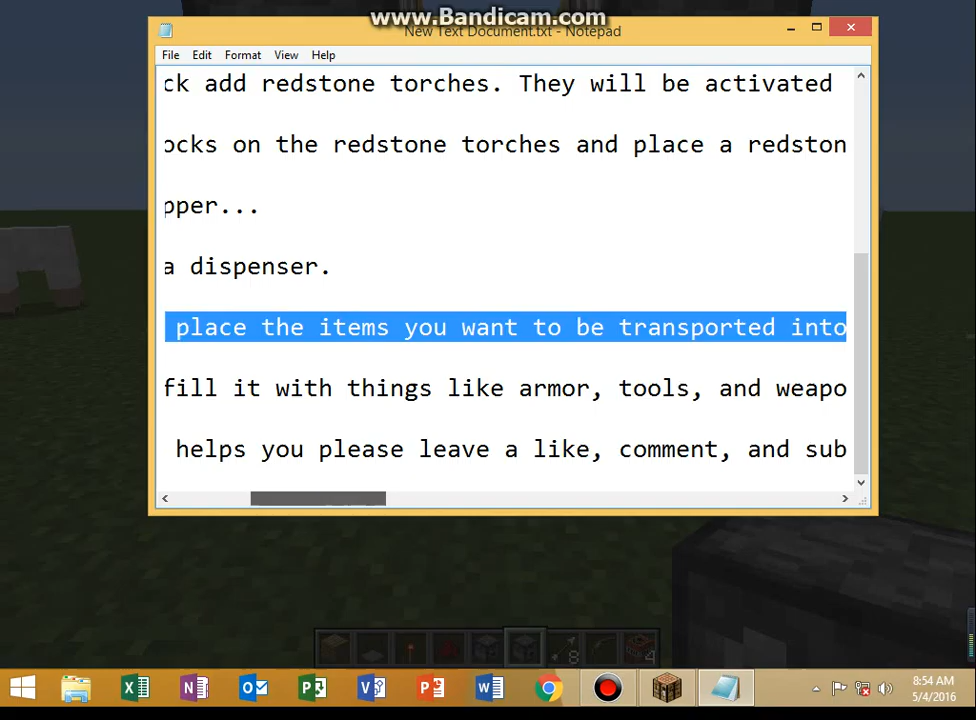 www.Bandicam.com
New Text Document.txt - Notepad
File Edit Format View Help
ck add redstone torches. They will be activated
ocks on the redstone torches and place a redston
pper...
a dispenser.
place the items you want to be transported into
fill it with things like armor, tools, and weapo
helps you please leave a like, comment, and sub
8 4
8:54 AM
5/4/2016